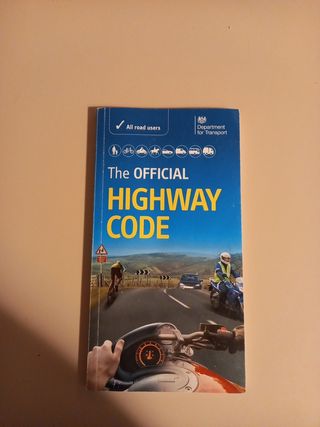 ✓ All road users
Department
for Transport
The OFFICIAL
HIGHWAY
CODE